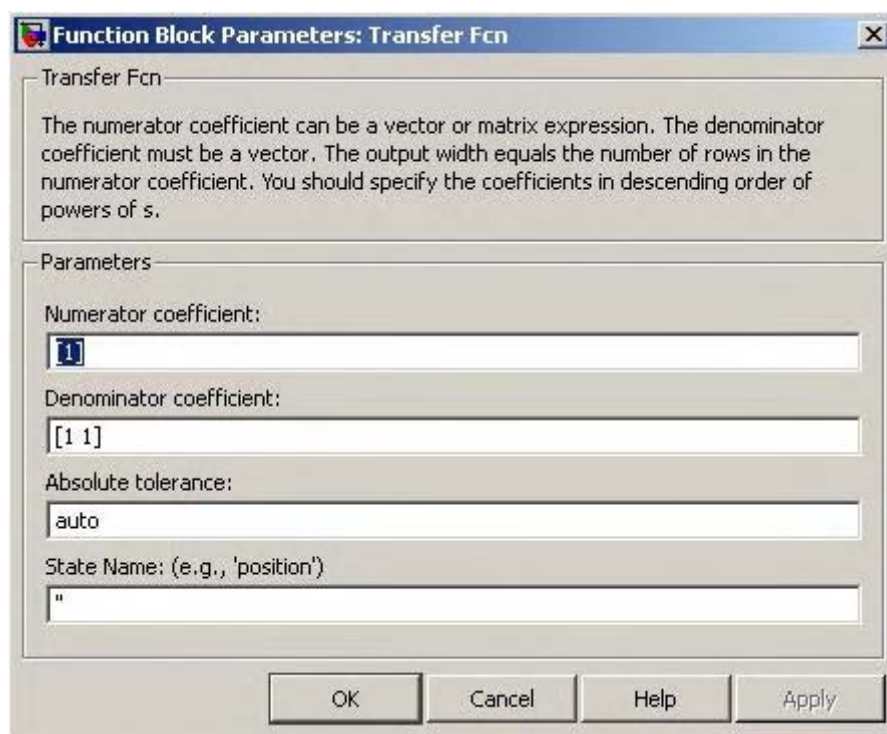 Function Block Parameters: Transfer Fcn
Transfer Fcn
The numerator coefficient can be a vector or matrix expression. The denominator
coefficient must be a vector. The output width equals the number of rows in the
numerator coefficient. You should specify the coefficients in descending order of
powers of s.
Parameters
Numerator coefficient:
[1]
Denominator coefficient:
[1 1]
Absolute tolerance:
auto
State Name: (e.g., 'position')
''
OK Cancel Help Apply